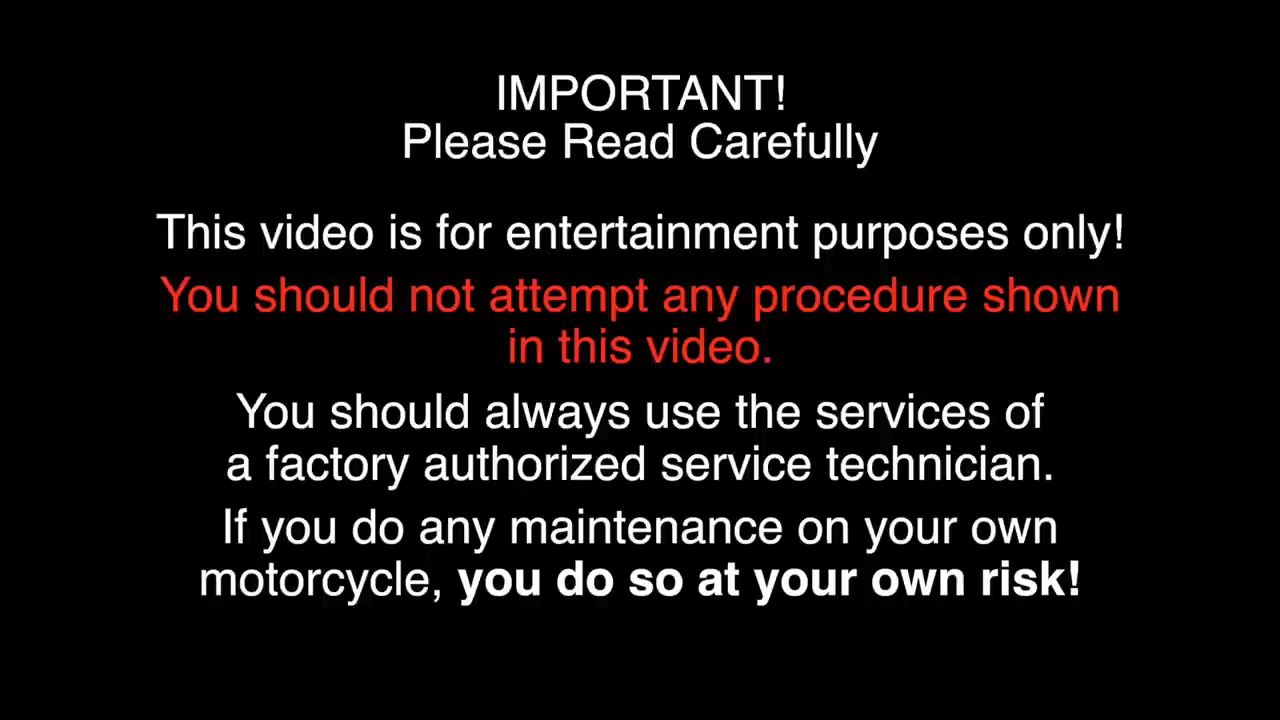 IMPORTANT!
Please Read Carefully
This video is for entertainment purposes only!
You should not attempt any procedure shown
in this video.
You should always use the services of
a factory authorized service technician.
If you do any maintenance on your own
motorcycle, you do so at your own risk!